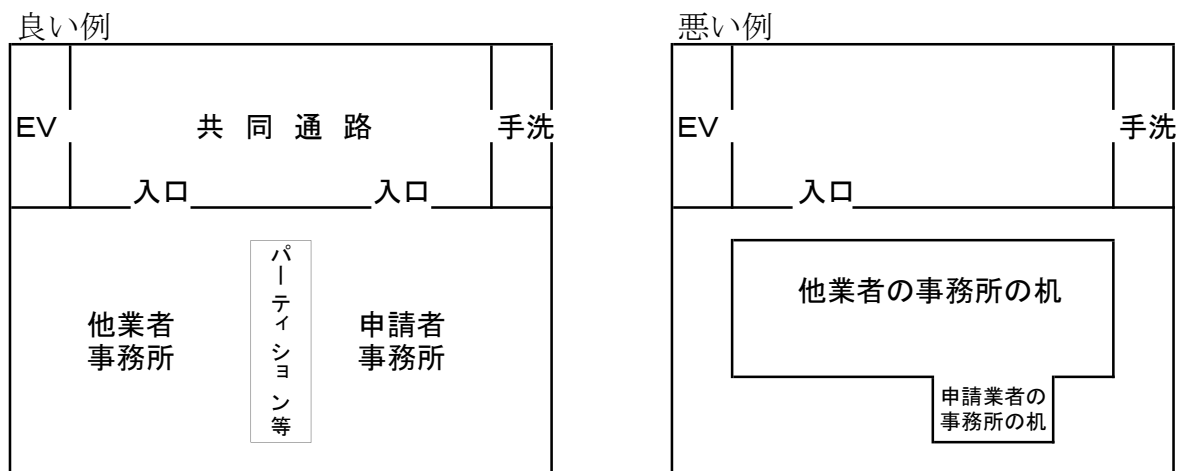 良い例
EV
共同通路
手洗
入口
入口
他業者
事務所
パーティション等
申請者
事務所
悪い例
EV
手洗
入口
他業者の事務所の机
申請業者の
事務所の机